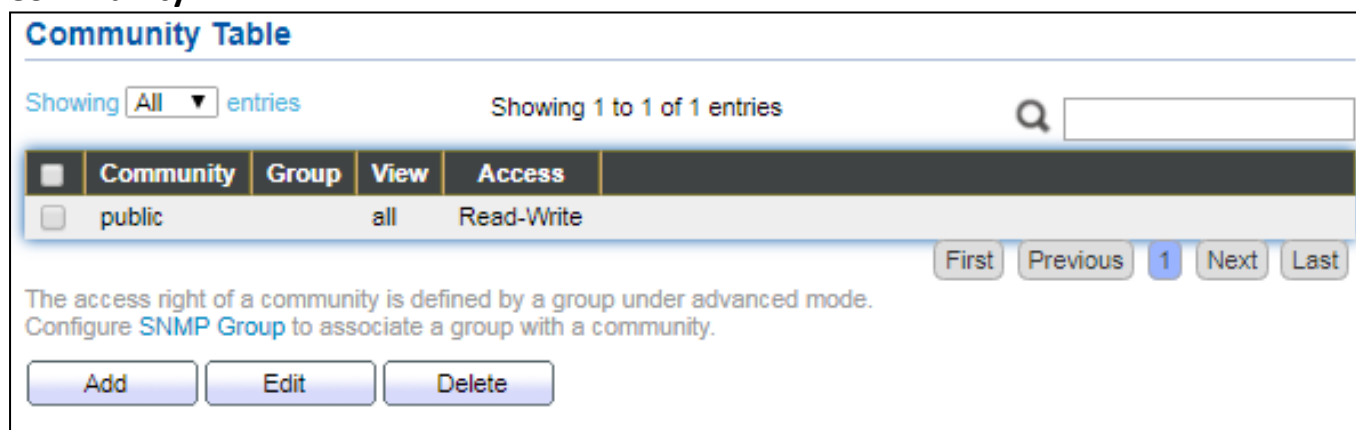 Community Table
Showing All ▼ entries Showing 1 to 1 of 1 entries
Community Group View Access
public all Read-Write
First Previous 1 Next Last
The access right of a community is defined by a group under advanced mode.
Configure SNMP Group to associate a group with a community.
Add Edit Delete